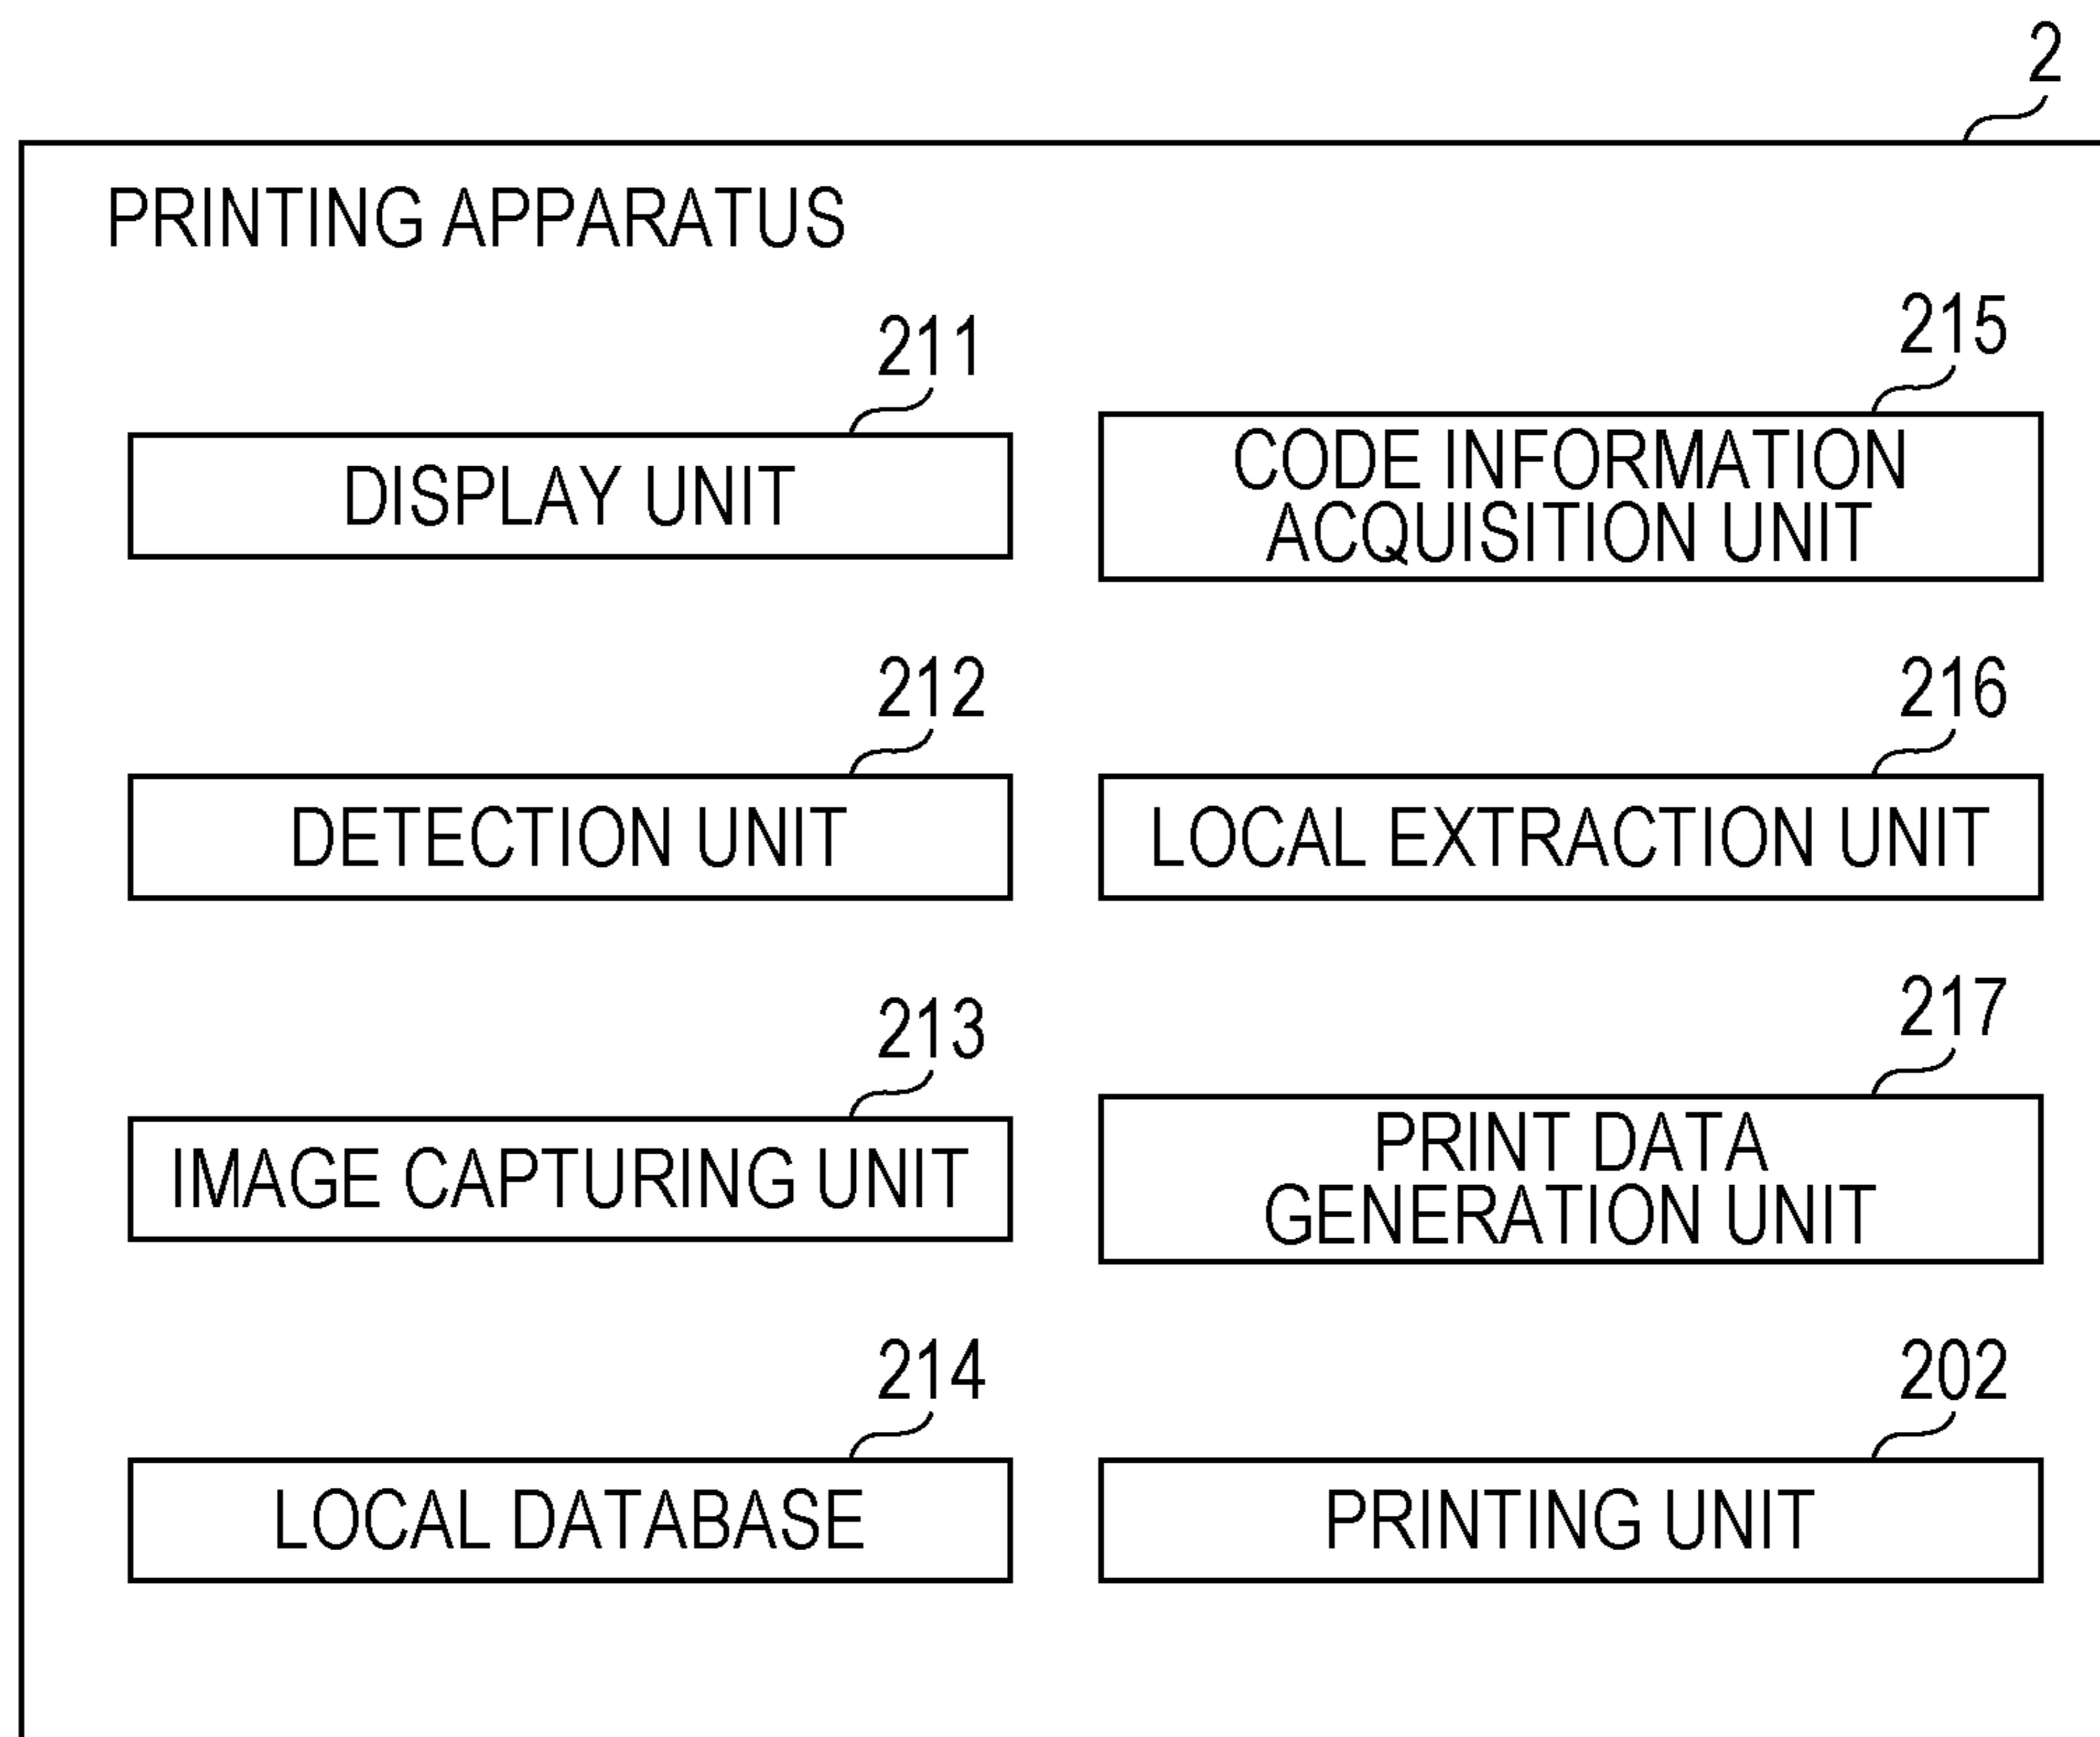 2
PRINTING APPARATUS
211
DISPLAY UNIT
215
CODE INFORMATION
ACQUISITION UNIT
212
DETECTION UNIT
216
LOCAL EXTRACTION UNIT
213
IMAGE CAPTURING UNIT
217
PRINT DATA
GENERATION UNIT
214
LOCAL DATABASE
202
PRINTING UNIT